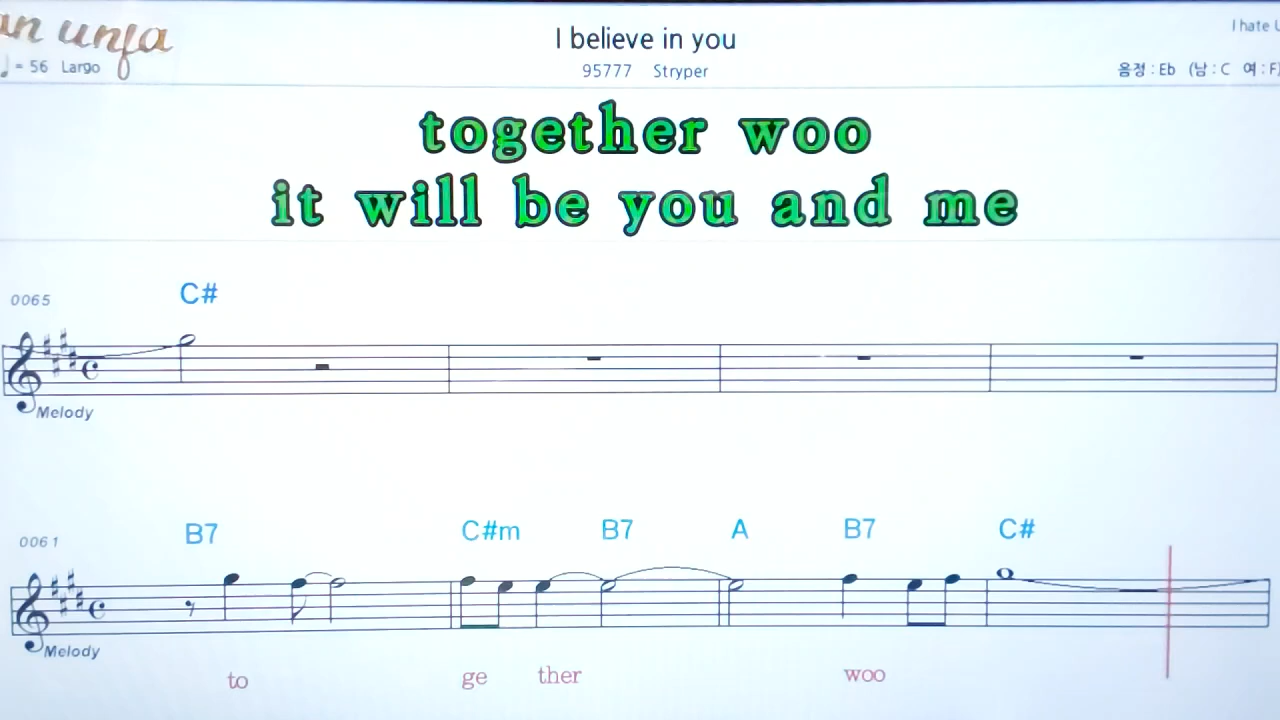 I believe in you
I hate
♩= 56 Largo
95777 Stryper
음정 : Eb (남 : C 여 : F)
together woo
it will be you and me
0065
C#
Melody
0061
B7 C#m B7 A B7 C#
Melody
to ge ther woo